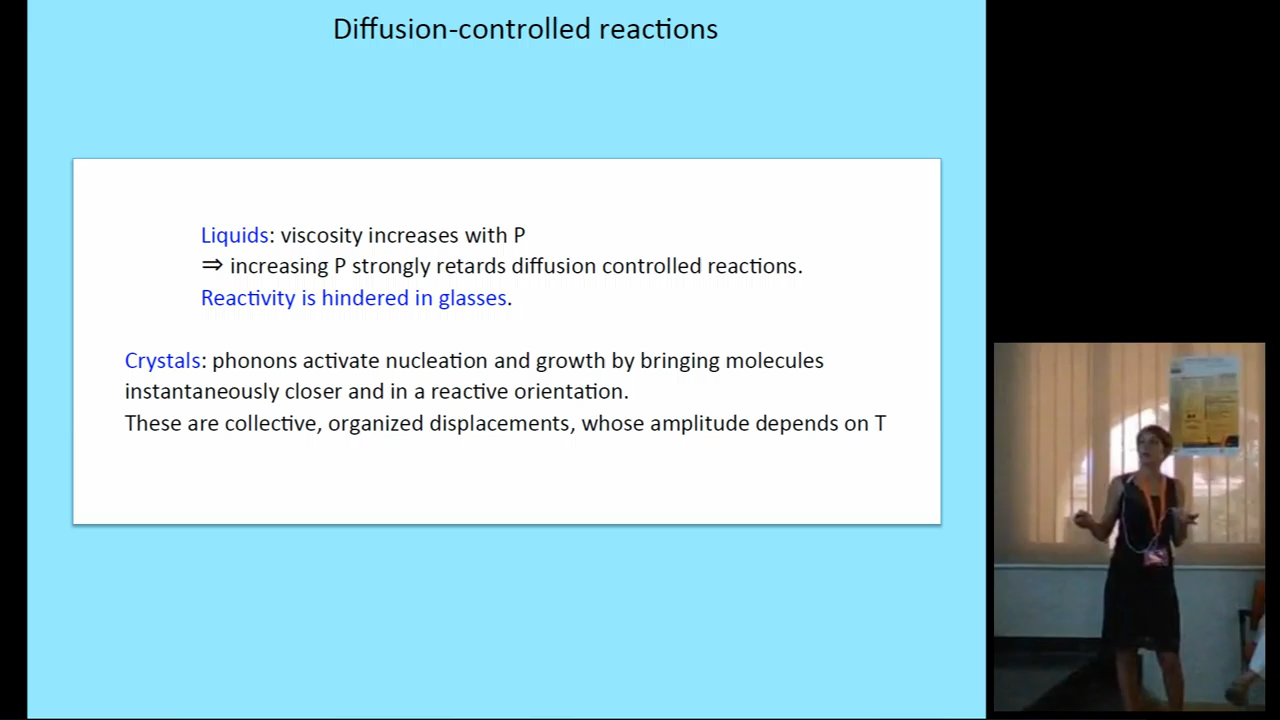 Diffusion-controlled reactions
Liquids: viscosity increases with P
⇒ increasing P strongly retards diffusion controlled reactions.
Reactivity is hindered in glasses.
Crystals: phonons activate nucleation and growth by bringing molecules
instantaneously closer and in a reactive orientation.
These are collective, organized displacements, whose amplitude depends on T